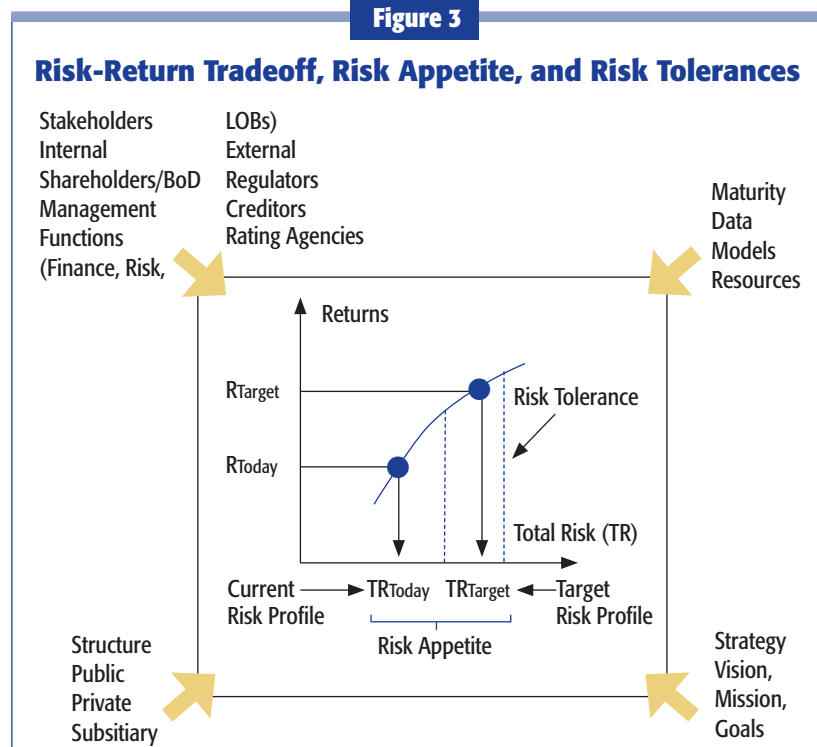 Figure 3
Risk-Return Tradeoff, Risk Appetite, and Risk Tolerances
Stakeholders
Internal
Shareholders/BoD
Management
Functions
(Finance, Risk,
LOBs)
External
Regulators
Creditors
Rating Agencies
Maturity
Data
Models
Resources
Returns
RTarget
Risk Tolerance
RToday
Total Risk (TR)
Current
Risk Profile
TRToday
TRTarget
Target
Risk Profile
Risk Appetite
Structure
Public
Private
Subsitiary
Strategy
Vision,
Mission,
Goals